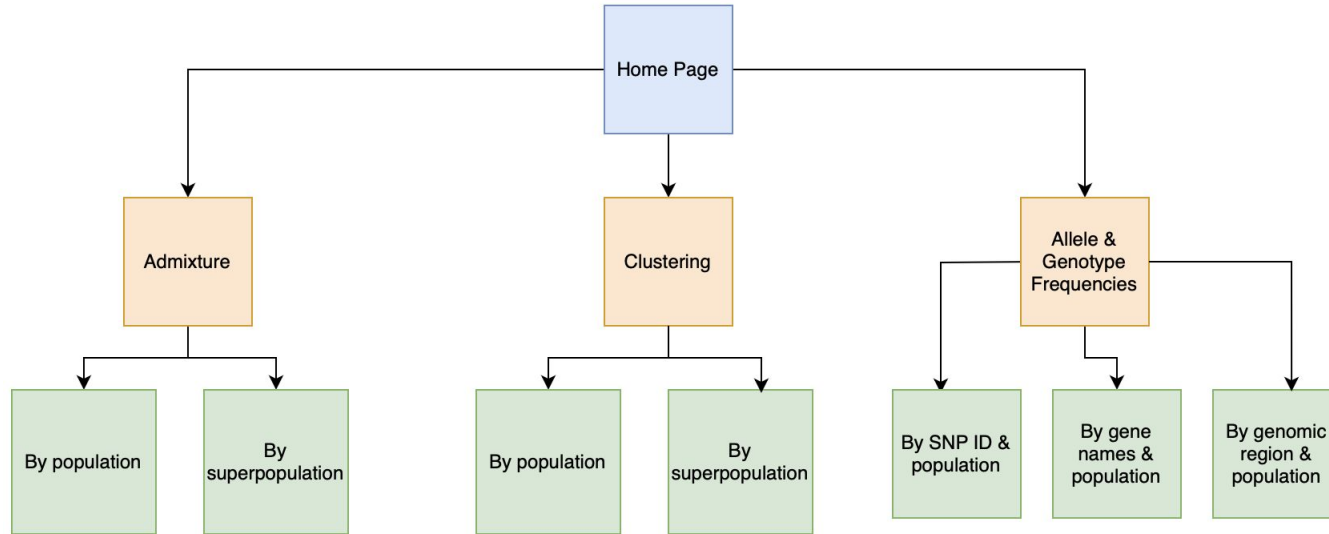 Home Page
Admixture
Clustering
Allele &
Genotype
Frequencies
By population
By
superpopulation
By population
By
superpopulation
By SNP ID &
population
By gene
names &
population
By genomic
region &
population